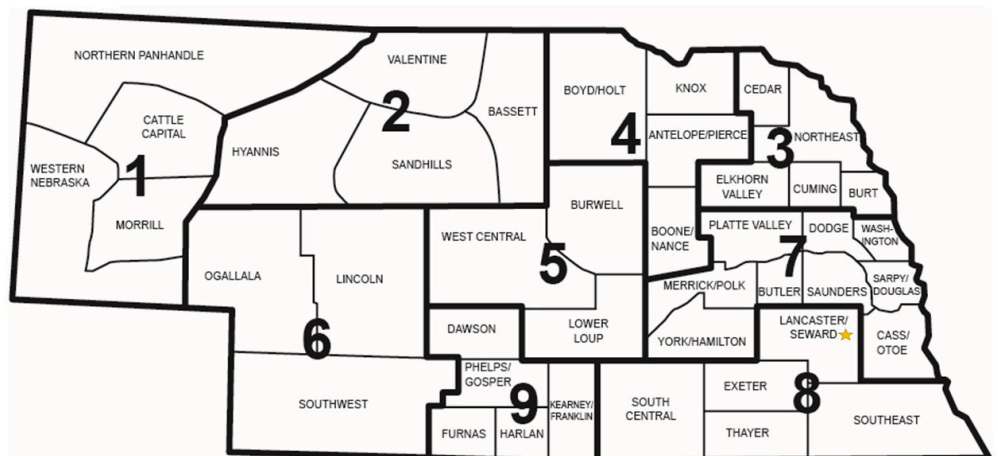 NORTHERN PANHANDLE
CATTLE
CAPITAL
WESTERN
NEBRASKA
1
MORRILL
VALENTINE
2
BASSETT
HYANNIS
SANDHILLS
BOYD/HOLT
KNOX
4
ANTELOPE/PIERCE
BOONE/
NANCE
CEDAR
3
NORTHEAST
ELKHORN
VALLEY
CUMING
BURT
BURWELL
WEST CENTRAL
5
LOWER
LOUP
DAWSON
OGALLALA
LINCOLN
6
SOUTHWEST
PLATTE VALLEY
DODGE
WASH-
INGTON
7
MERRICK/POLK
BUTLER
SAUNDERS
SARPY/
DOUGLAS
YORK/HAMILTON
LANCASTER/
SEWARD
CASS/
OTOE
PHELPS/
GOSPER
9
KEARNEY/
FRANKLIN
FURNAS
HARLAN
SOUTH
CENTRAL
EXETER
8
THAYER
SOUTHEAST